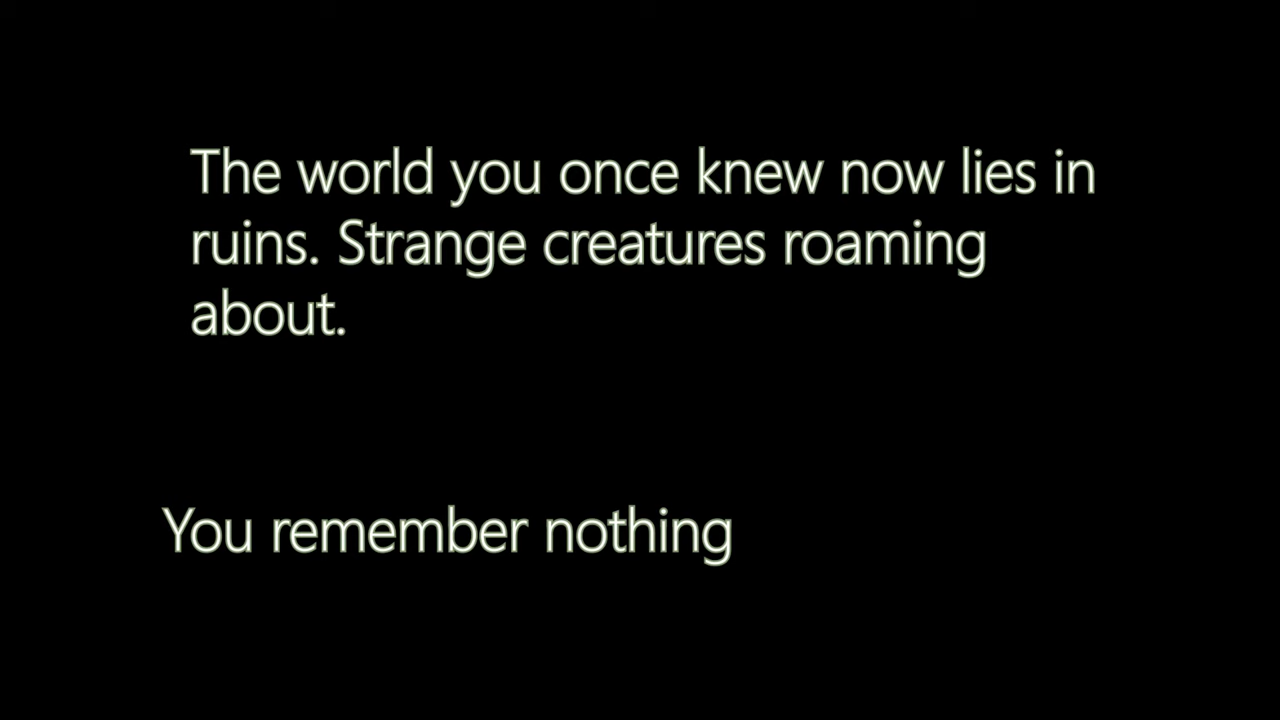 The world you once knew now lies in
ruins. Strange creatures roaming
about.
You remember nothing